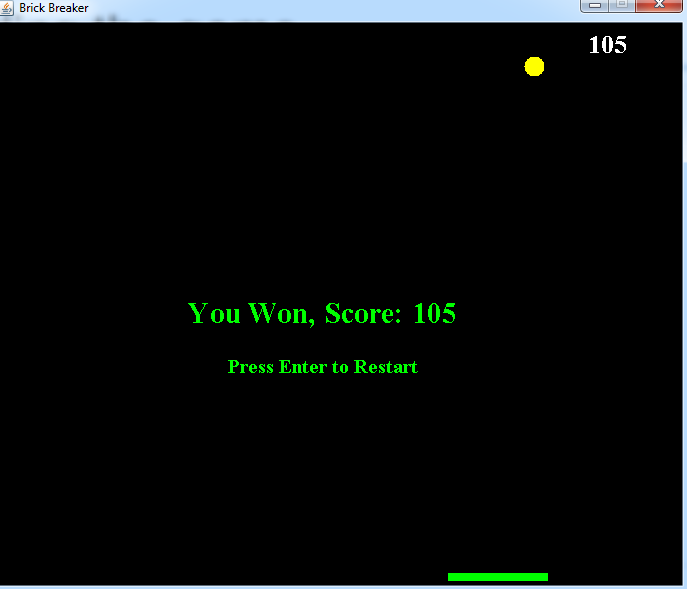 Brick Breaker
105
You Won, Score: 105
Press Enter to Restart